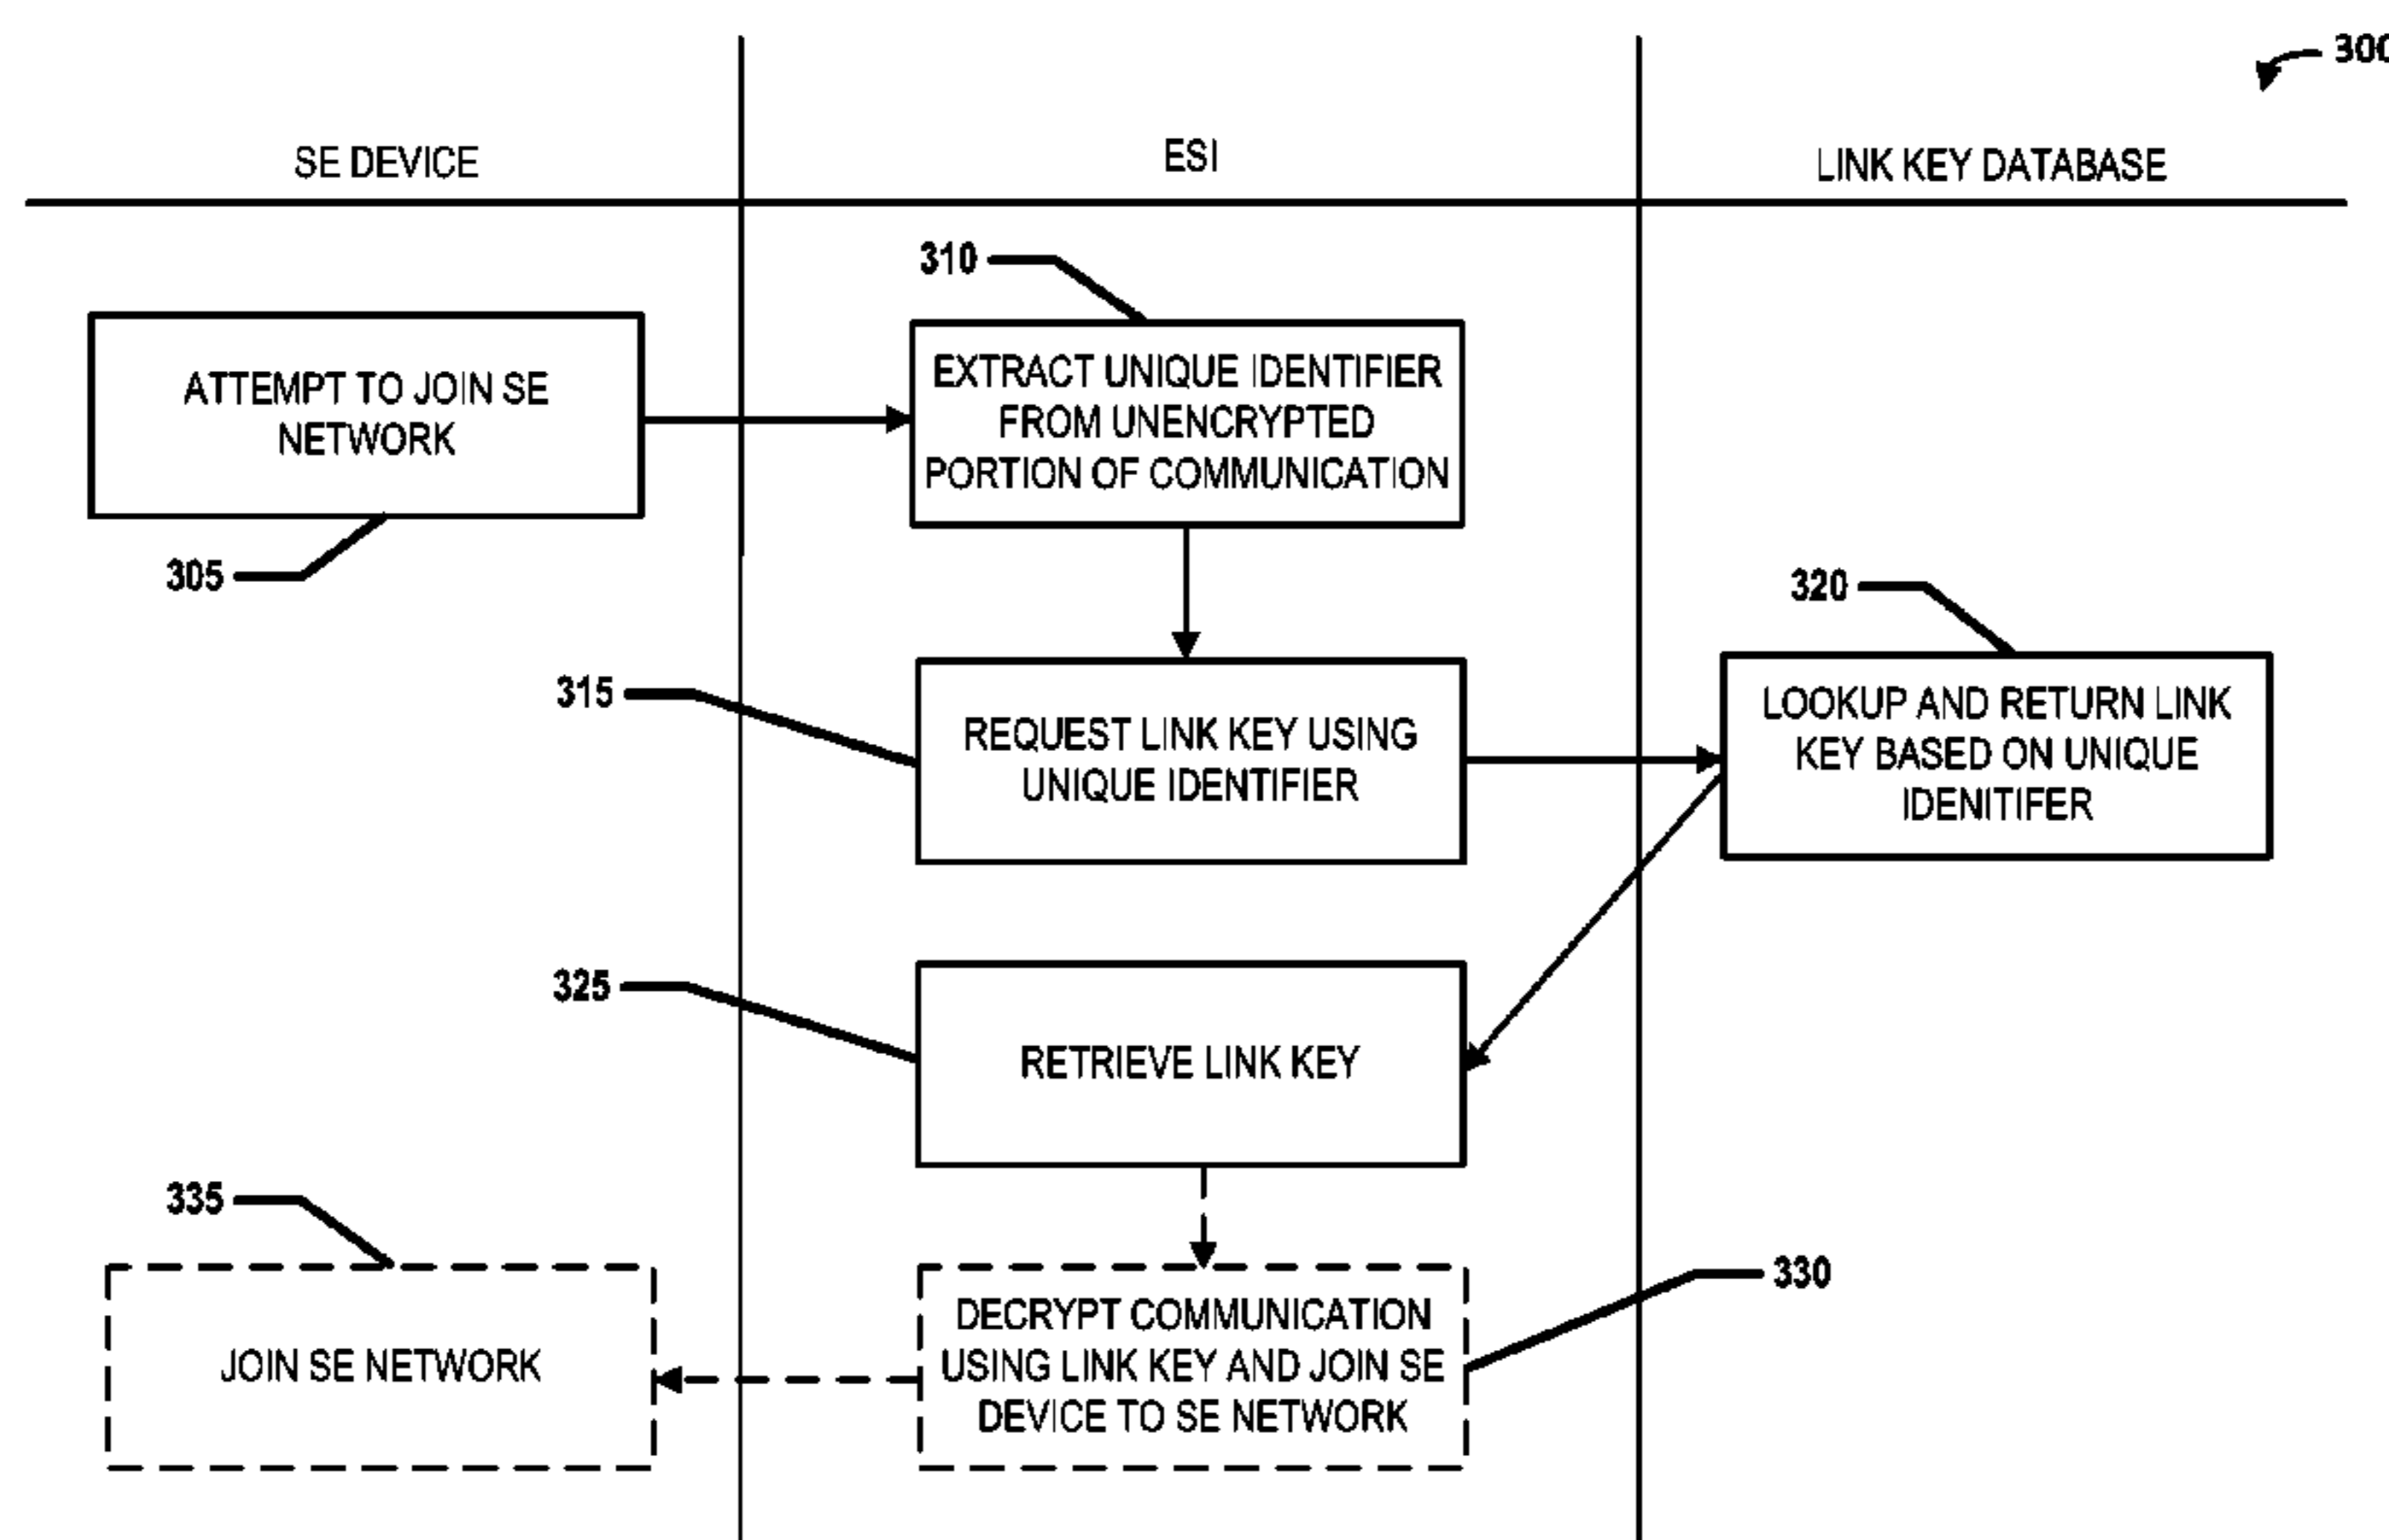 300
SE DEVICE
ESI
LINK KEY DATABASE
310
ATTEMPT TO JOIN SE
NETWORK
305
EXTRACT UNIQUE IDENTIFIER
FROM UNENCRYPTED
PORTION OF COMMUNICATION
320
315
REQUEST LINK KEY USING
UNIQUE IDENTIFIER
LOOKUP AND RETURN LINK
KEY BASED ON UNIQUE
IDENITIFER
325
RETRIEVE LINK KEY
335
JOIN SE NETWORK
330
DECRYPT COMMUNICATION
USING LINK KEY AND JOIN SE
DEVICE TO SE NETWORK